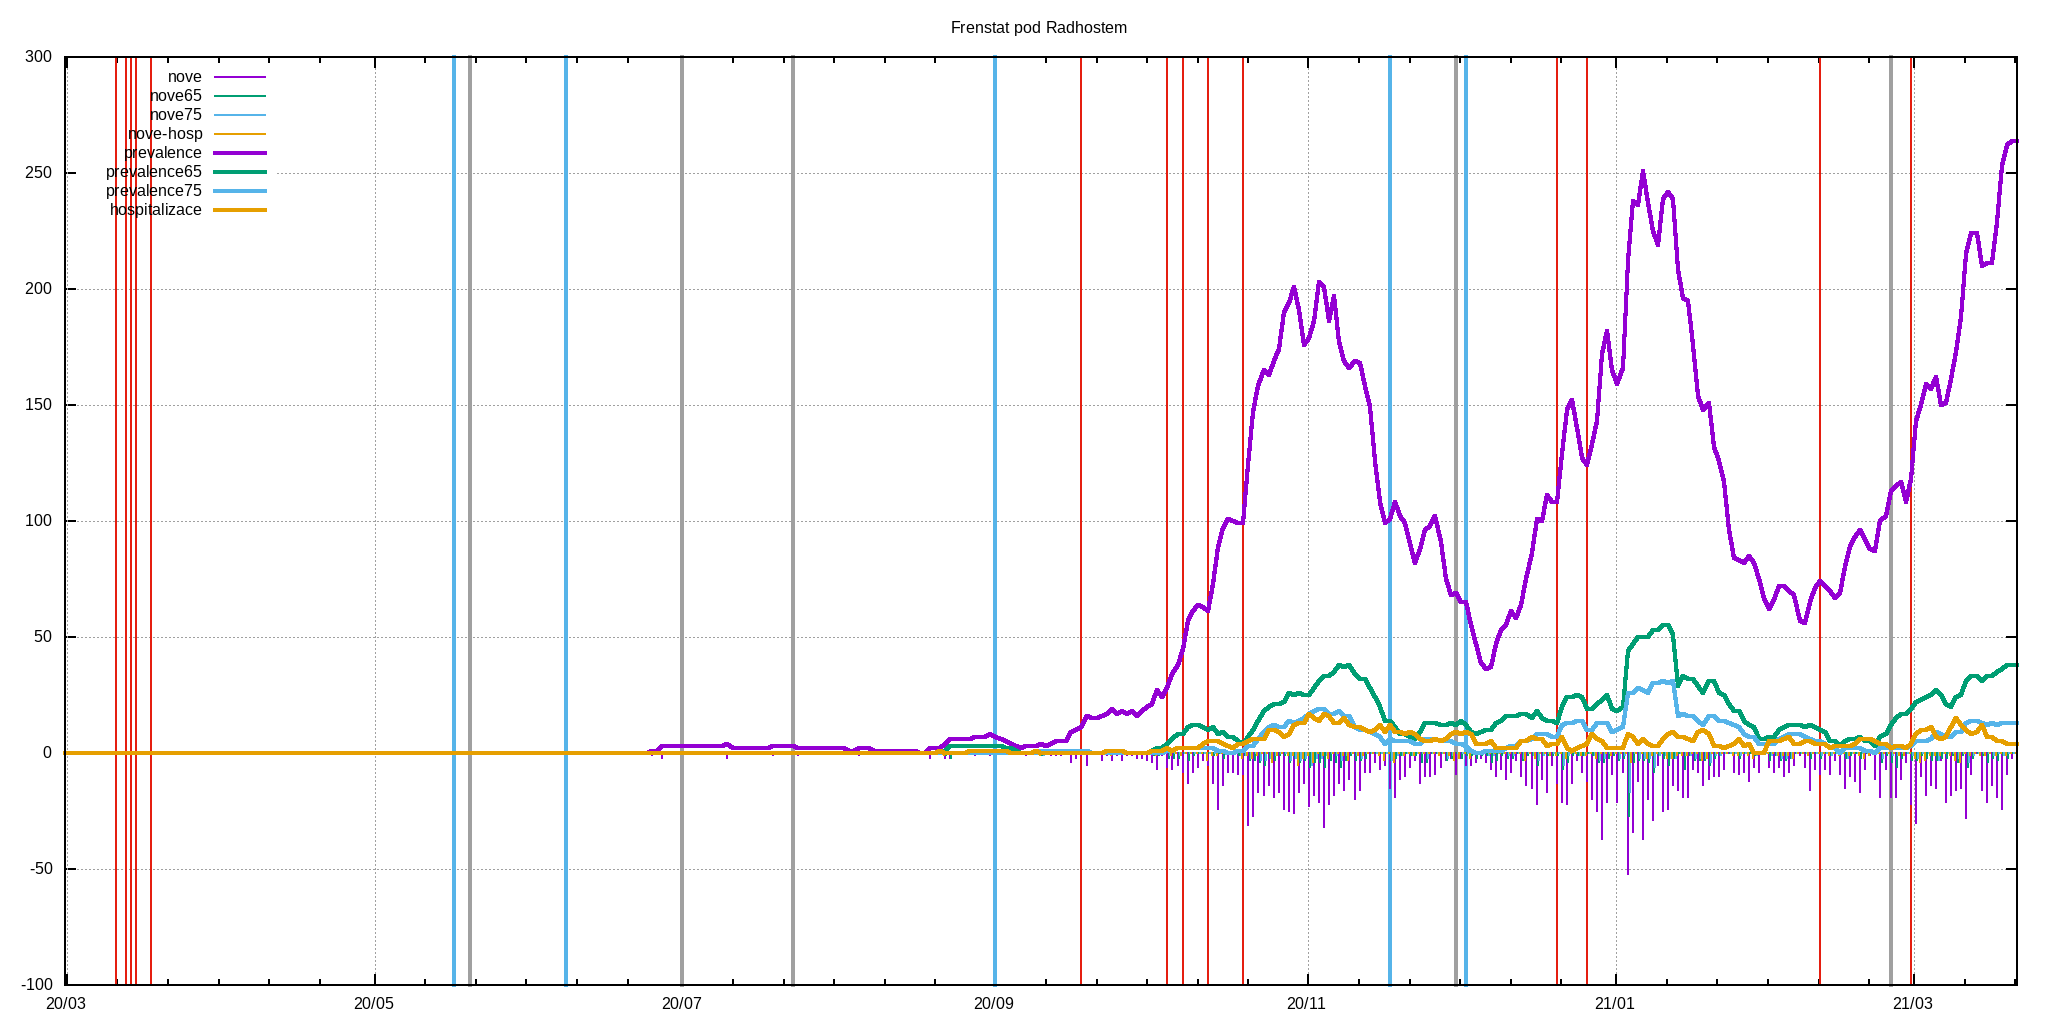 Frenstat pod Radhostem
300
250
200
150
100
50
0
-50
-100
nove
nove65
nove75
nove-hosp
prevalence
prevalence65
prevalence75
hospitalizace
20/03 20/05 20/07 20/09 20/11 21/01 21/03